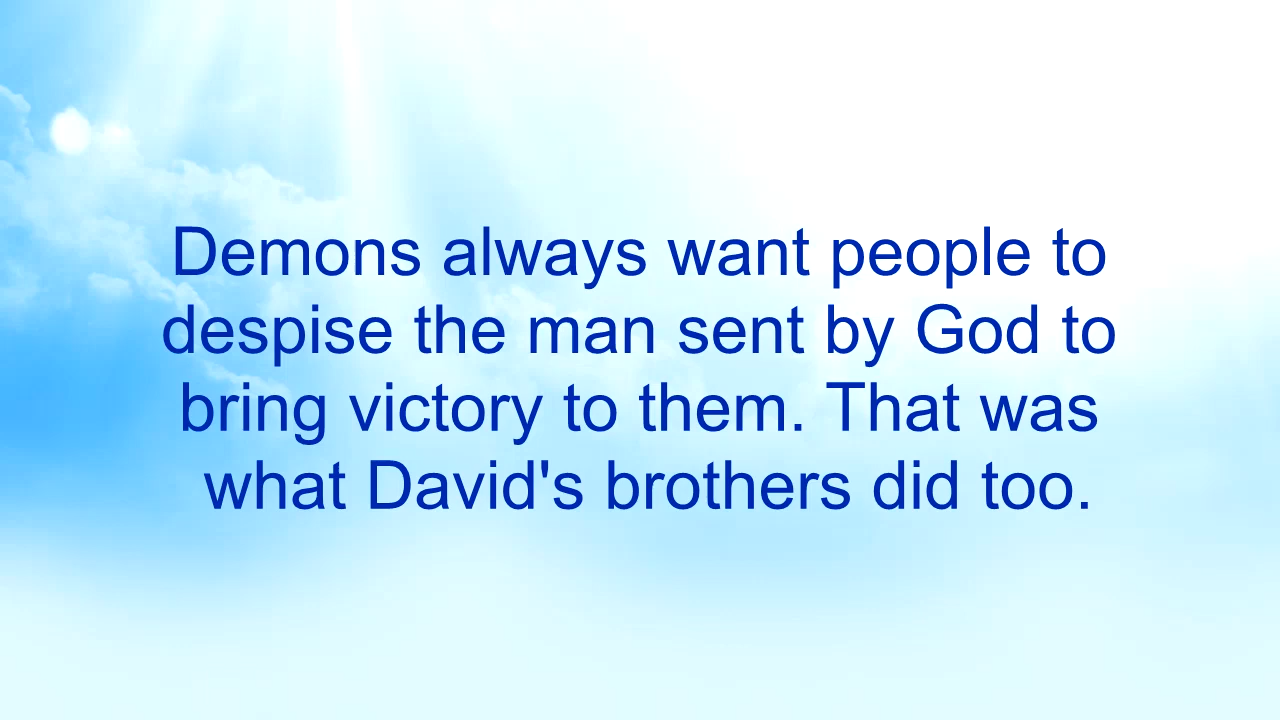 Demons always want people to
despise the man sent by God to
bring victory to them. That was
what David's brothers did too.